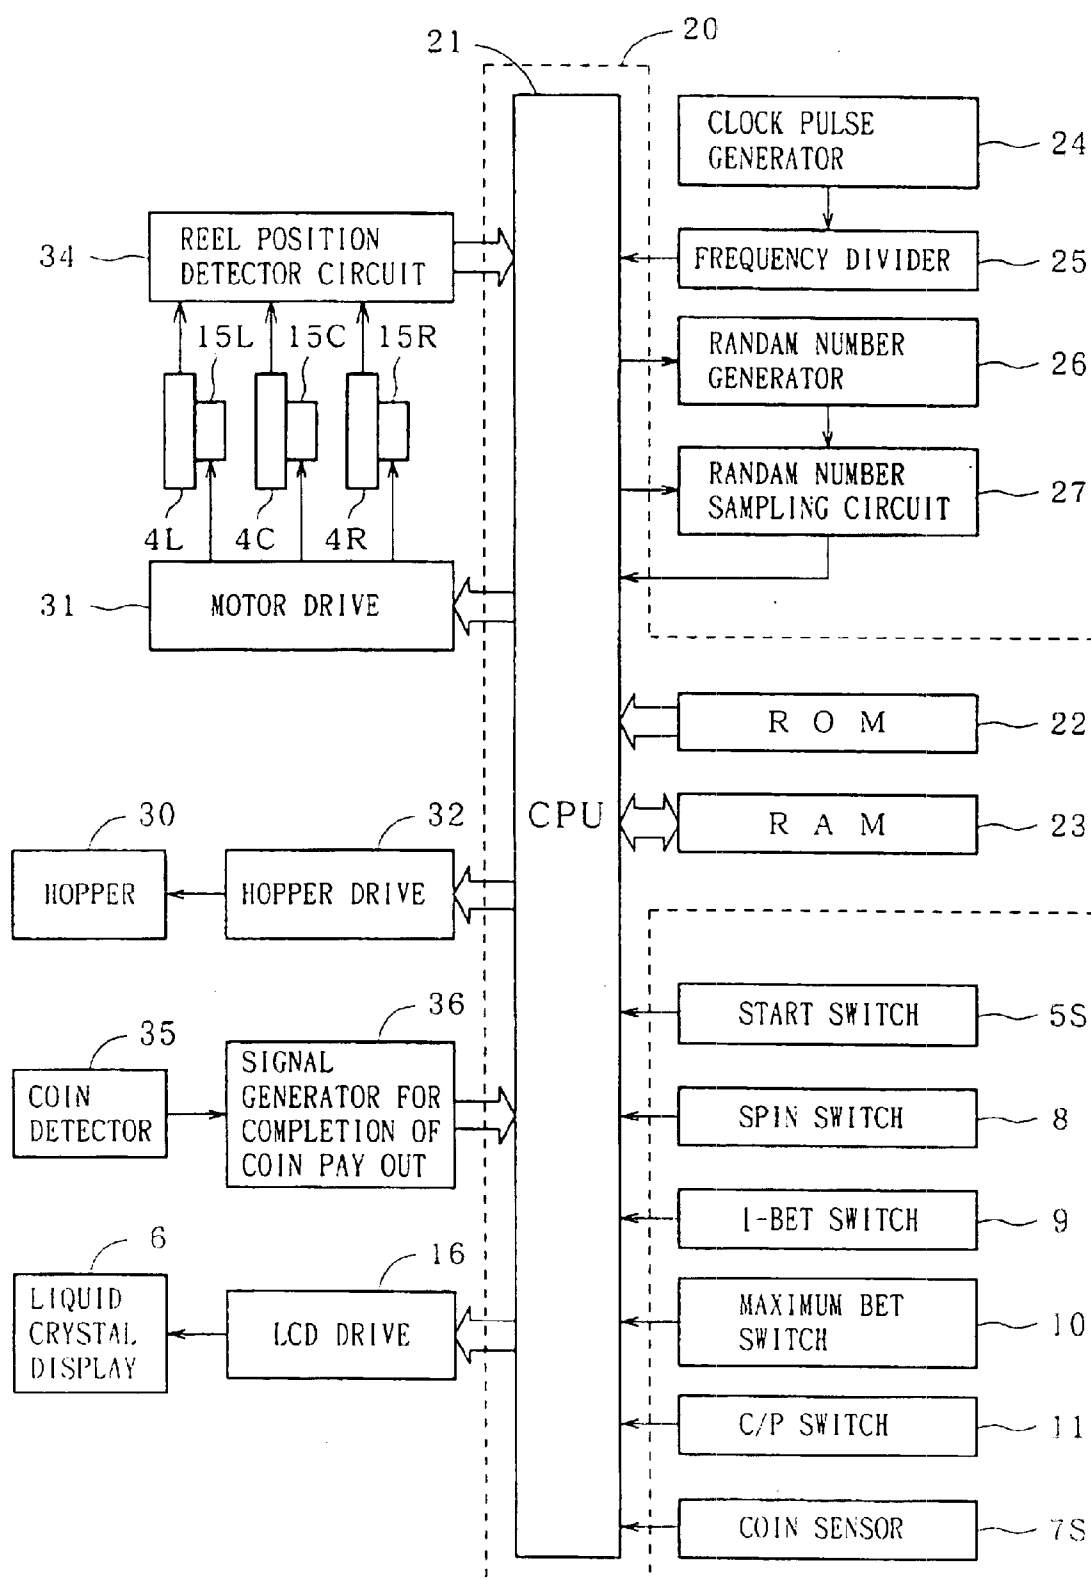 20
21
CLOCK PULSE
GENERATOR
24
FREQUENCY DIVIDER
25
RANDAM NUMBER
GENERATOR
26
RANDAM NUMBER
SAMPLING CIRCUIT
27
REEL POSITION
DETECTOR CIRCUIT
34
15L
15C
15R
4L
4C
4R
MOTOR DRIVE
31
ROM
22
RAM
23
CPU
30
32
HOPPER
HOPPER DRIVE
35
36
COIN
DETECTOR
SIGNAL
GENERATOR FOR
COMPLETION OF
COIN PAY OUT
6
16
LIQUID
CRYSTAL
DISPLAY
LCD DRIVE
START SWITCH
5S
SPIN SWITCH
8
1-BET SWITCH
9
MAXIMUM BET
SWITCH
10
C/P SWITCH
11
COIN SENSOR
7S